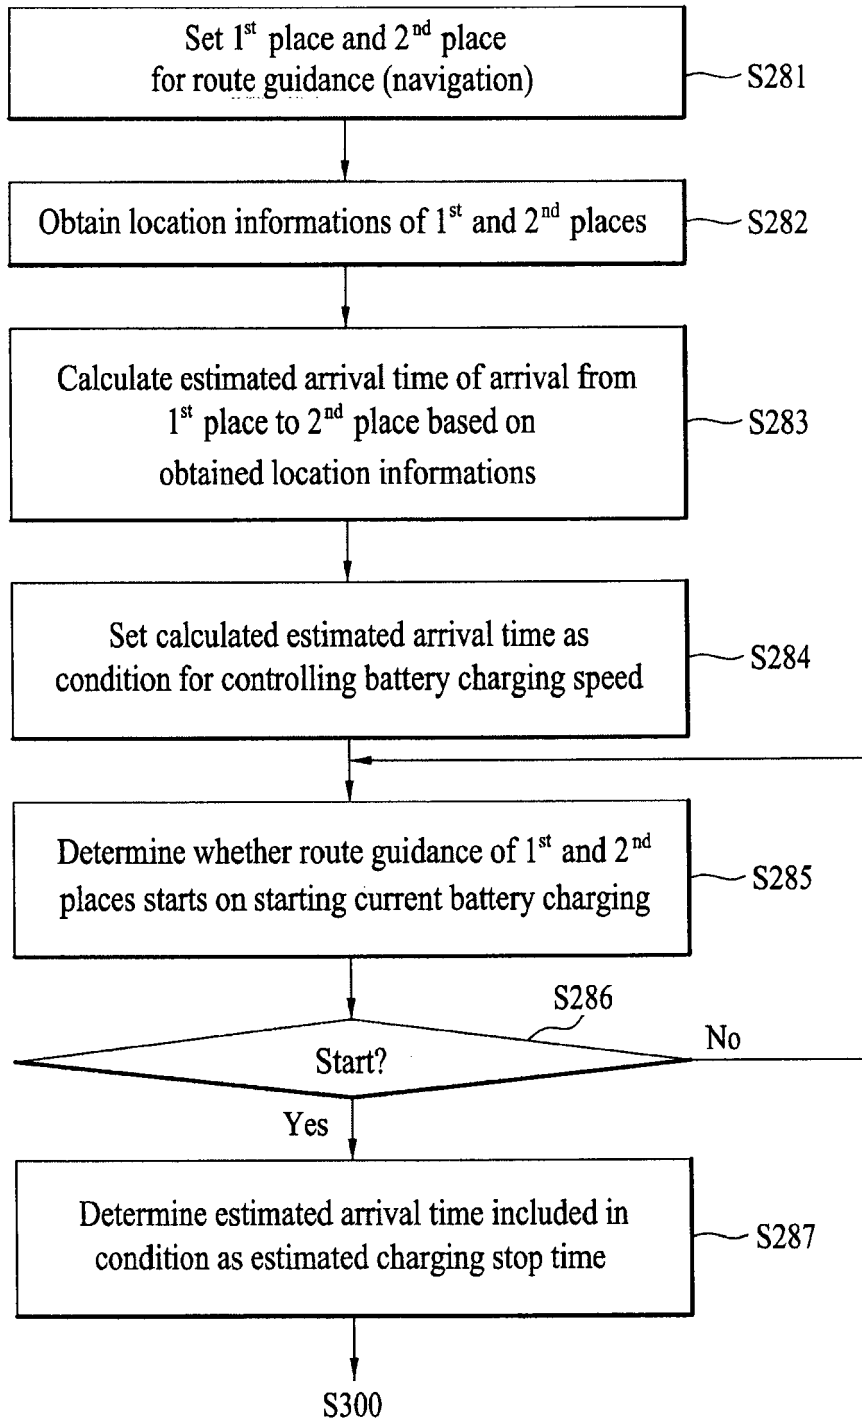 Set 1st place and 2nd place
for route guidance (navigation)
S281
Obtain location informations of 1st and 2nd places
S282
Calculate estimated arrival time of arrival from
1st place to 2nd place based on
obtained location informations
S283
Set calculated estimated arrival time as
condition for controlling battery charging speed
S284
Determine whether route guidance of 1st and 2nd
places starts on starting current battery charging
S285
S286
Start?
No
Yes
Determine estimated arrival time included in
condition as estimated charging stop time
S287
S300